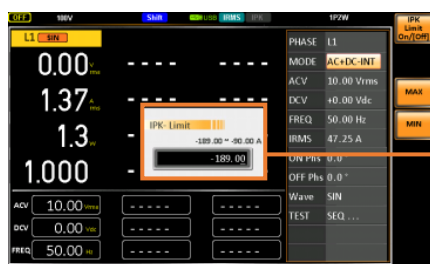 OFF 100V Shift USB IRMS IPK 1P2W
IPK Limit On/[Off]
L1 SIN
PHASE L1
0.00 Vrms - - - -  - - - -
MODE AC+DC-INT
ACV 10.00 Vrms
MAX
1.37 A
DCV +0.00 Vdc
FREQ 50.00 Hz
MIN
IPK- Limit
1.3 W
-189.00 ~ -90.00 A
IRMS 47.25 A
-189.00
ON Phs 0.0 °
1.000
OFF Phs 0.0 °
Wave SIN
ACV 10.00 Vrms - - - - -  - - - - -
TEST SEQ ...
DCV 0.00 Vdc - - - - -  - - - - -
FREQ 50.00 Hz - - - - -  - - - - -